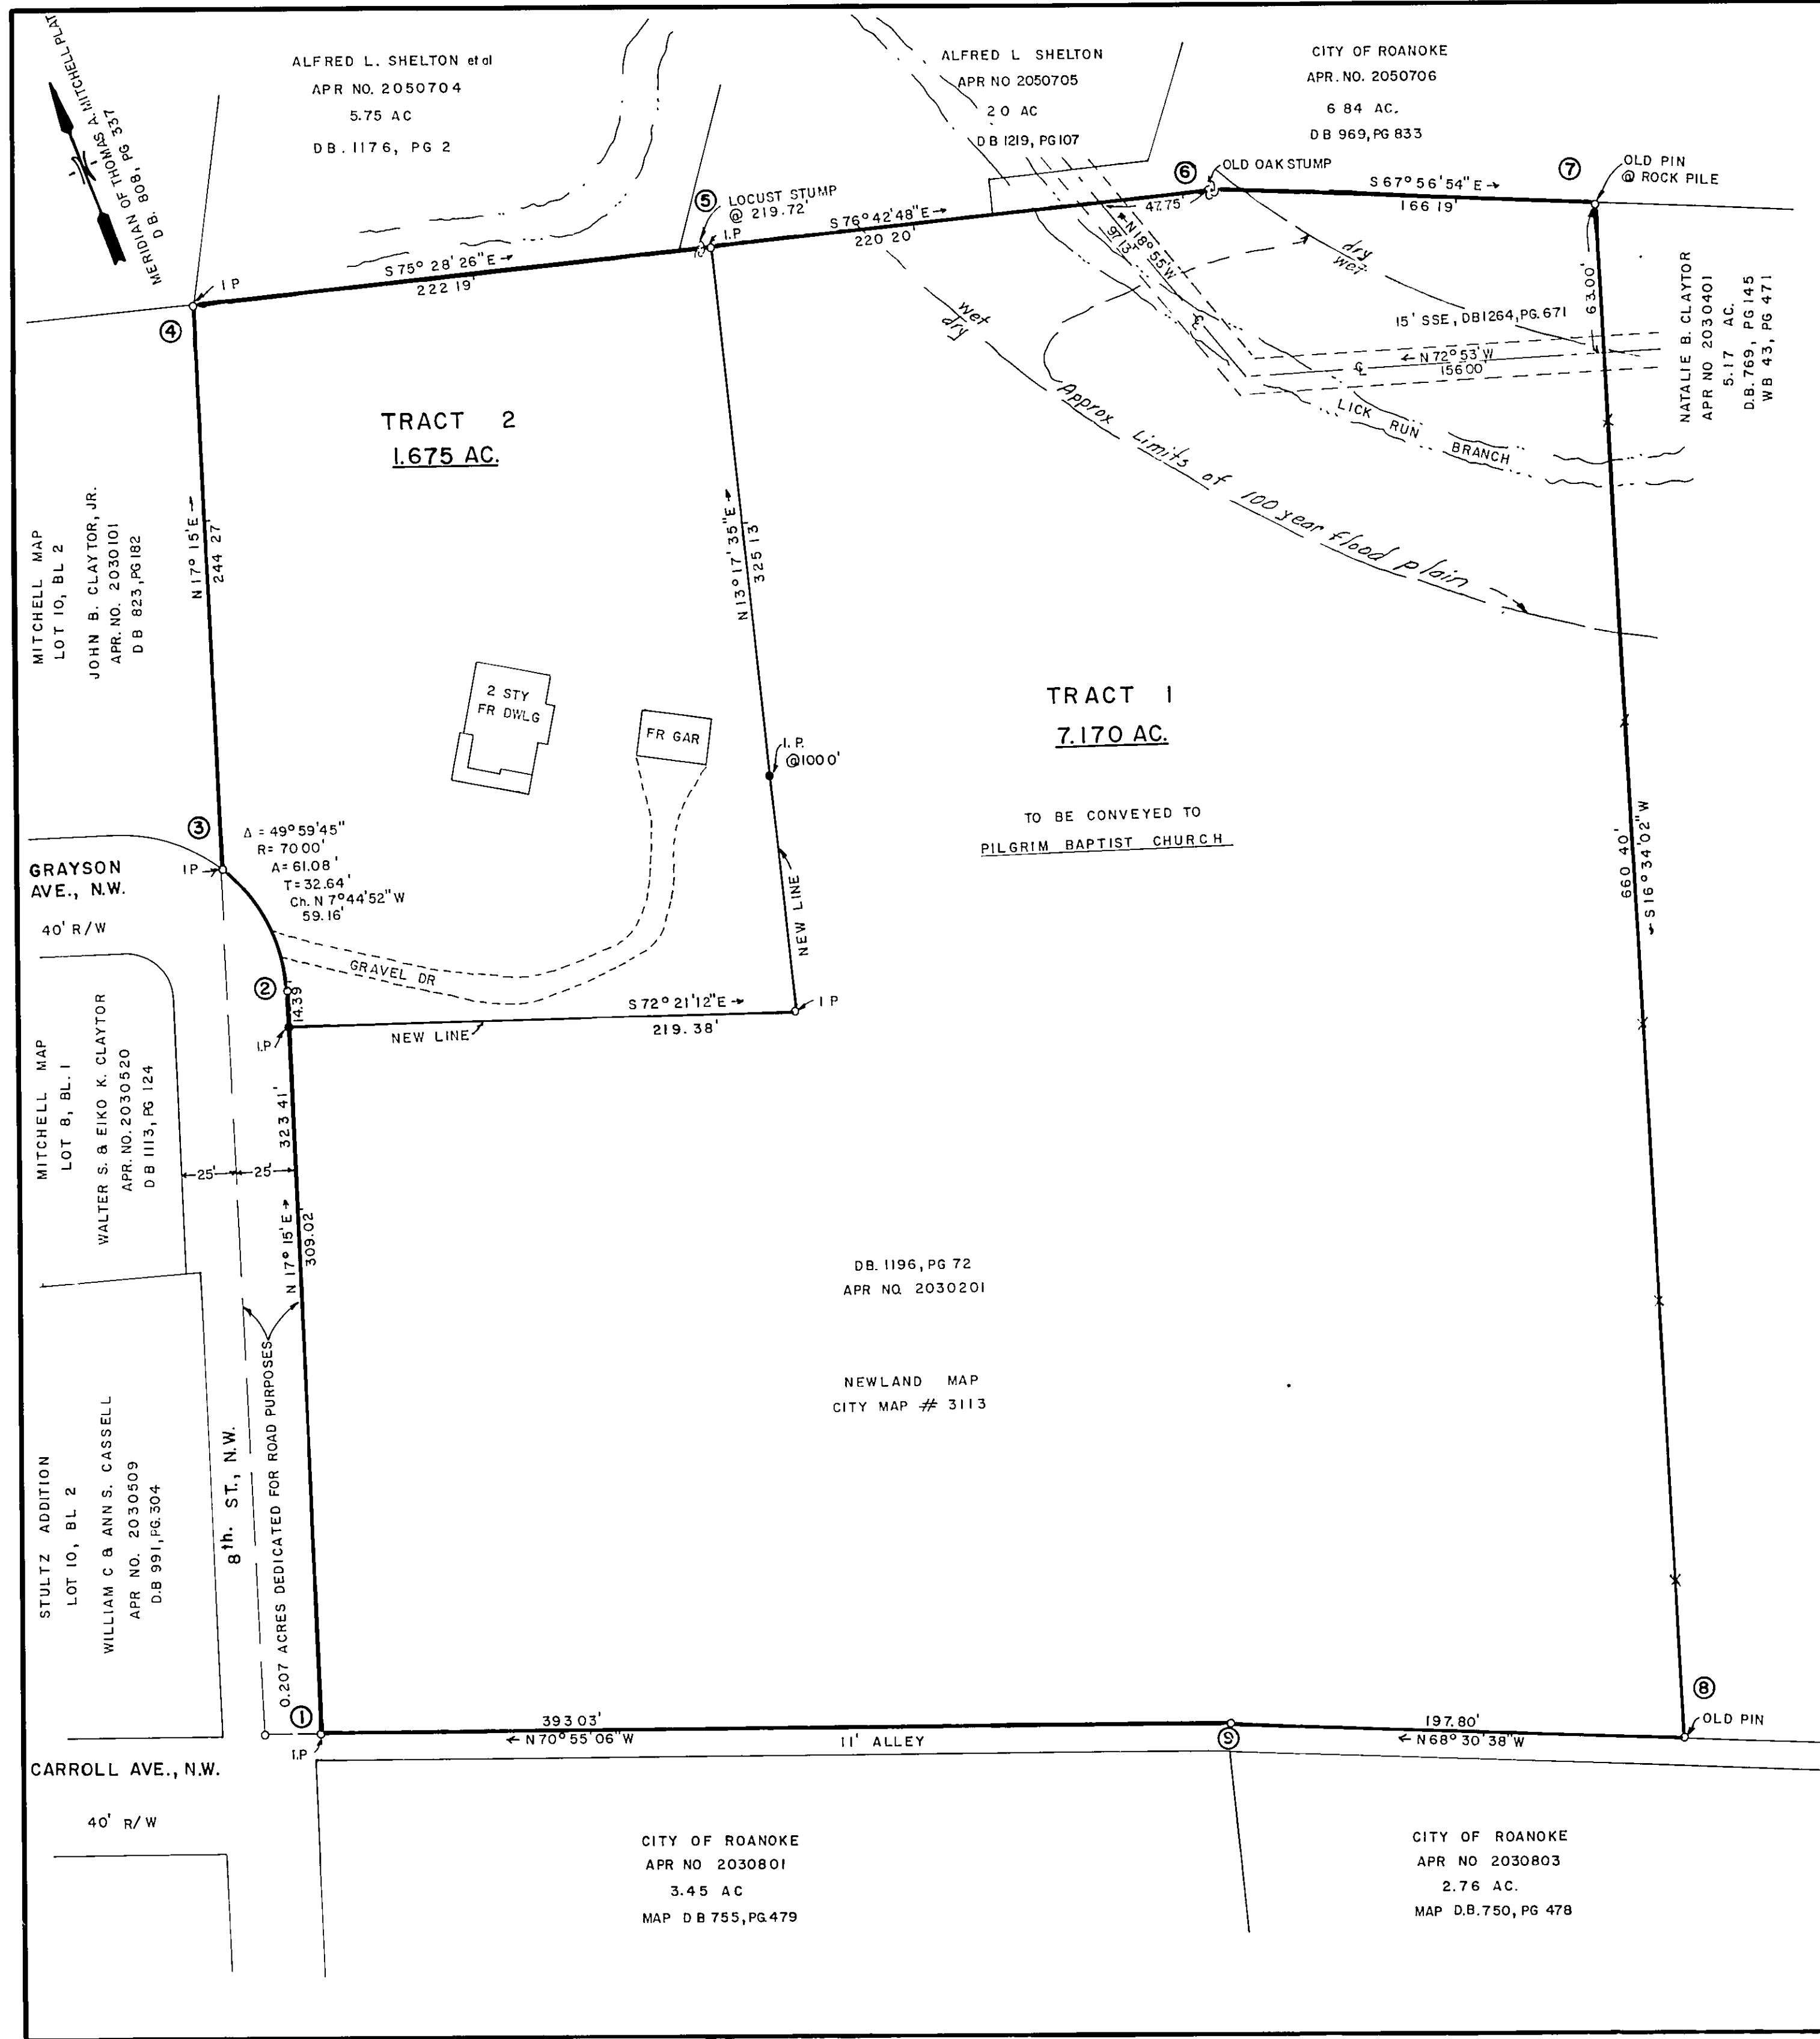 MERIDIAN OF THOMAS A. MITCHELL PLAT
D.B. 808, PG 337
ALFRED L. SHELTON et al
APR NO. 2050704
5.75 AC
DB. 1176, PG 2
ALFRED L SHELTON
APR NO 2050705
2 0 AC
D B 1219, PG 107
CITY OF ROANOKE
APR. NO. 2050706
6 84 AC.
D B 969, PG 833
④
I P
S 75° 28' 26" E →
222 19'
⑤
LOCUST STUMP
@ 219.72'
I.P
S 76° 42' 48" E →
220 20'
⑥
OLD OAK STUMP
47.75'
S 67° 56' 54" E →
166 19'
⑦
OLD PIN
@ ROCK PILE
N 18° 55' W
97.13'
dry
wet
wet
dry
63.00'
15' SSE, DB 1264, PG. 671
← N 72° 53' W
156 00'
LICK RUN BRANCH
Approx Limits of 100 year flood plain
NATALIE B. CLAYTOR
APR NO 2030401
5.17 AC.
D.B. 769, PG 145
WB 43, PG 471
TRACT 2
1.675 AC.
MITCHELL MAP
LOT 10, BL 2
JOHN B. CLAYTOR, JR.
APR. NO. 2030101
D B 823, PG 182
N 17° 15' E →
244 27'
N 13° 17' 35" E →
325 13'
2 STY
FR DWLG
FR GAR
I. P.
@ 100 0'
TRACT 1
7.170 AC.
TO BE CONVEYED TO
PILGRIM BAPTIST CHURCH
③
I P
Δ = 49° 59' 45"
R = 70 00'
A = 61.08'
T = 32.64'
Ch. N 7° 44' 52" W
59.16'
GRAYSON
AVE., N.W.
40' R/W
NEW LINE
660 40'
← S 16° 34' 02" W
GRAVEL DR
②
14.39'
S 72° 21' 12" E →
219.38'
I P
NEW LINE
I.P
MITCHELL MAP
LOT 8, BL. 1
WALTER S. & EIKO K. CLAYTOR
APR. NO. 2030520
D B 1113, PG 124
323 41'
25'
25'
N 17° 15' E →
309.02'
DB. 1196, PG 72
APR NO. 2030201
NEWLAND MAP
CITY MAP # 3113
STULTZ ADDITION
LOT 10, BL 2
WILLIAM C & ANN S. CASSELL
APR NO. 2030509
D.B 991, PG. 304
8th. ST., N.W.
0.207 ACRES DEDICATED FOR ROAD PURPOSES
①
I.P
393 03'
← N 70° 55' 06" W
11' ALLEY
⑨
197.80'
← N 68° 30' 38" W
⑧
OLD PIN
CARROLL AVE., N.W.
40' R/W
CITY OF ROANOKE
APR NO 2030801
3.45 AC
MAP D B 755, PG. 479
CITY OF ROANOKE
APR NO 2030803
2.76 AC.
MAP D.B. 750, PG 478